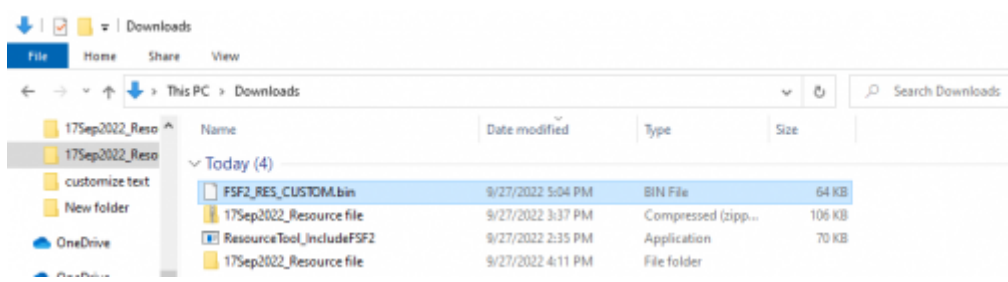 Downloads
File Home Share View
This PC > Downloads Search Downloads
17Sep2022_Reso Name Date modified Type Size
17Sep2022_Reso Today (4)
customize text FSF2_RES_CUSTOM.bin 9/27/2022 5:04 PM BIN File 64 KB
New folder 17Sep2022_Resource file 9/27/2022 3:37 PM Compressed (zipp... 106 KB
OneDrive ResourceTool_IncludeFSF2 9/27/2022 2:35 PM Application 70 KB
17Sep2022_Resource file 9/27/2022 4:11 PM File folder